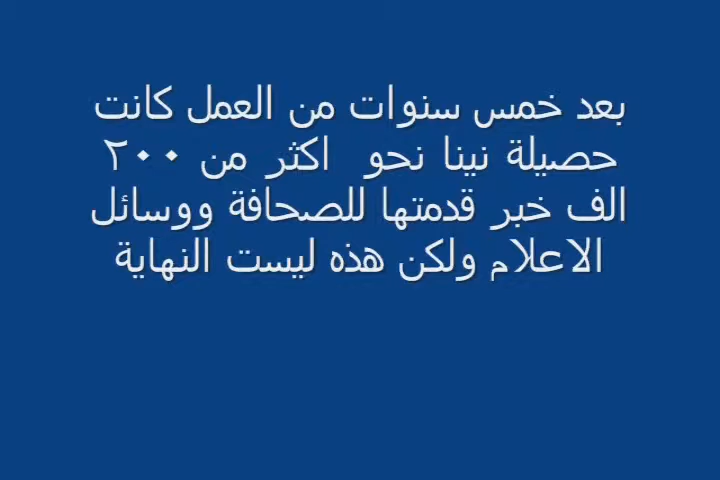 بعد خمس سنوات من العمل كانت
حصيلة نينا نحو اكثر من ٢٠٠
الف خبر قدمتها للصحافة ووسائل
الاعلام ولكن هذه ليست النهاية